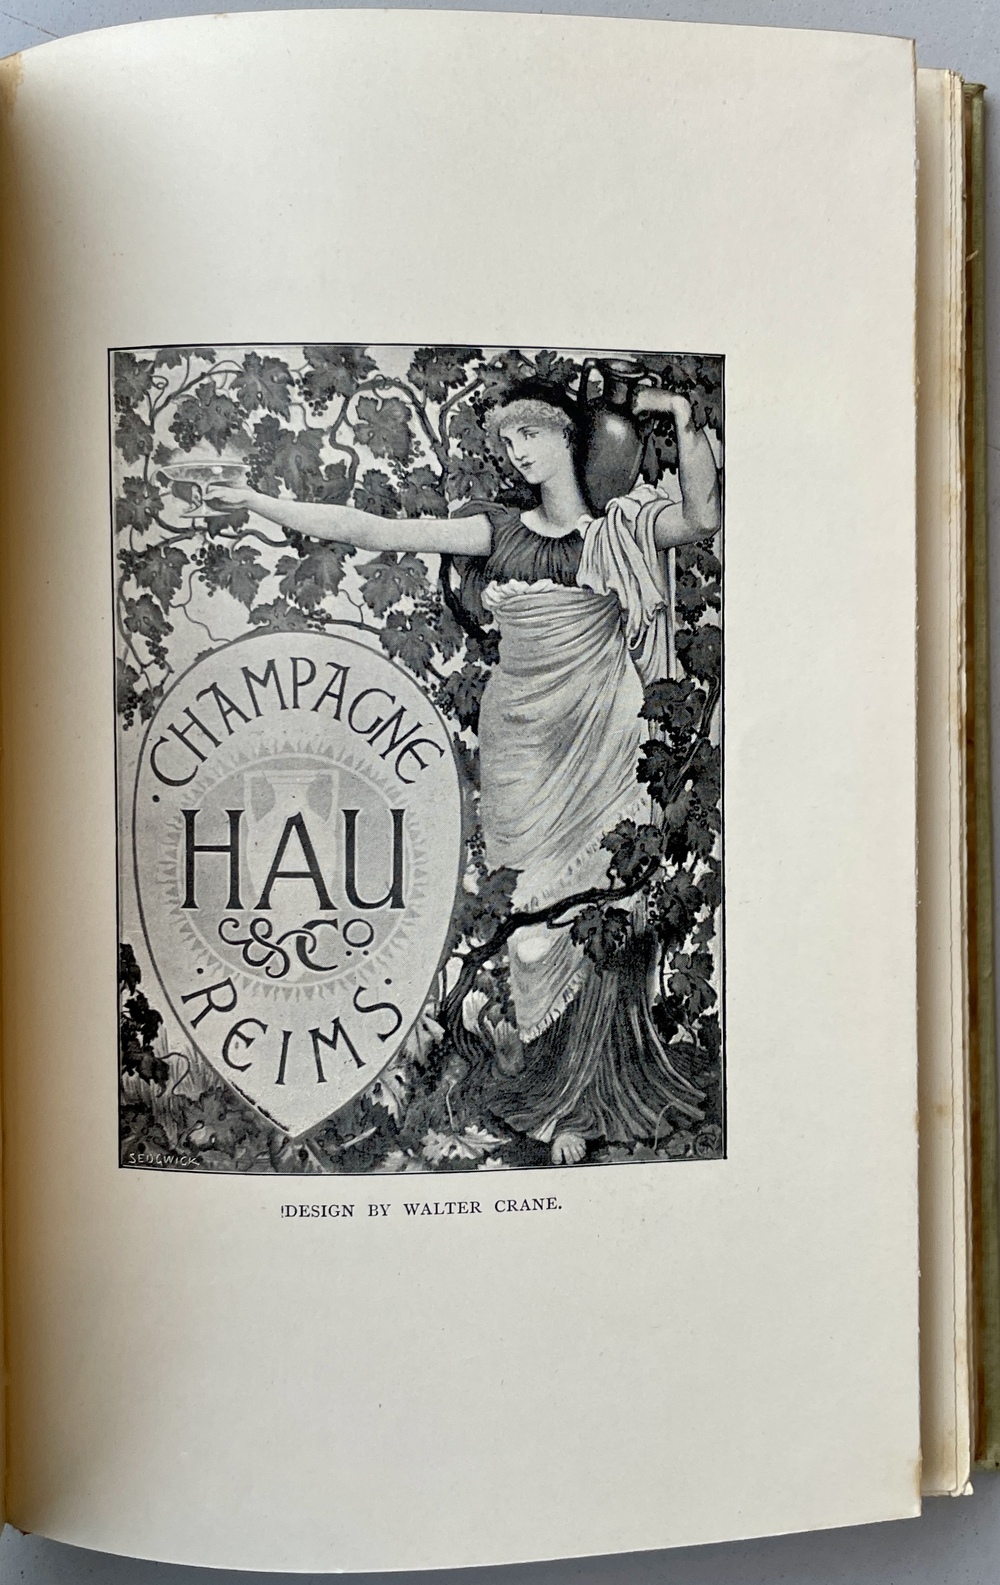 · CHAMPAGNE
HAU
& Cº
· REIMS ·
SEDGWICK
DESIGN BY WALTER CRANE.